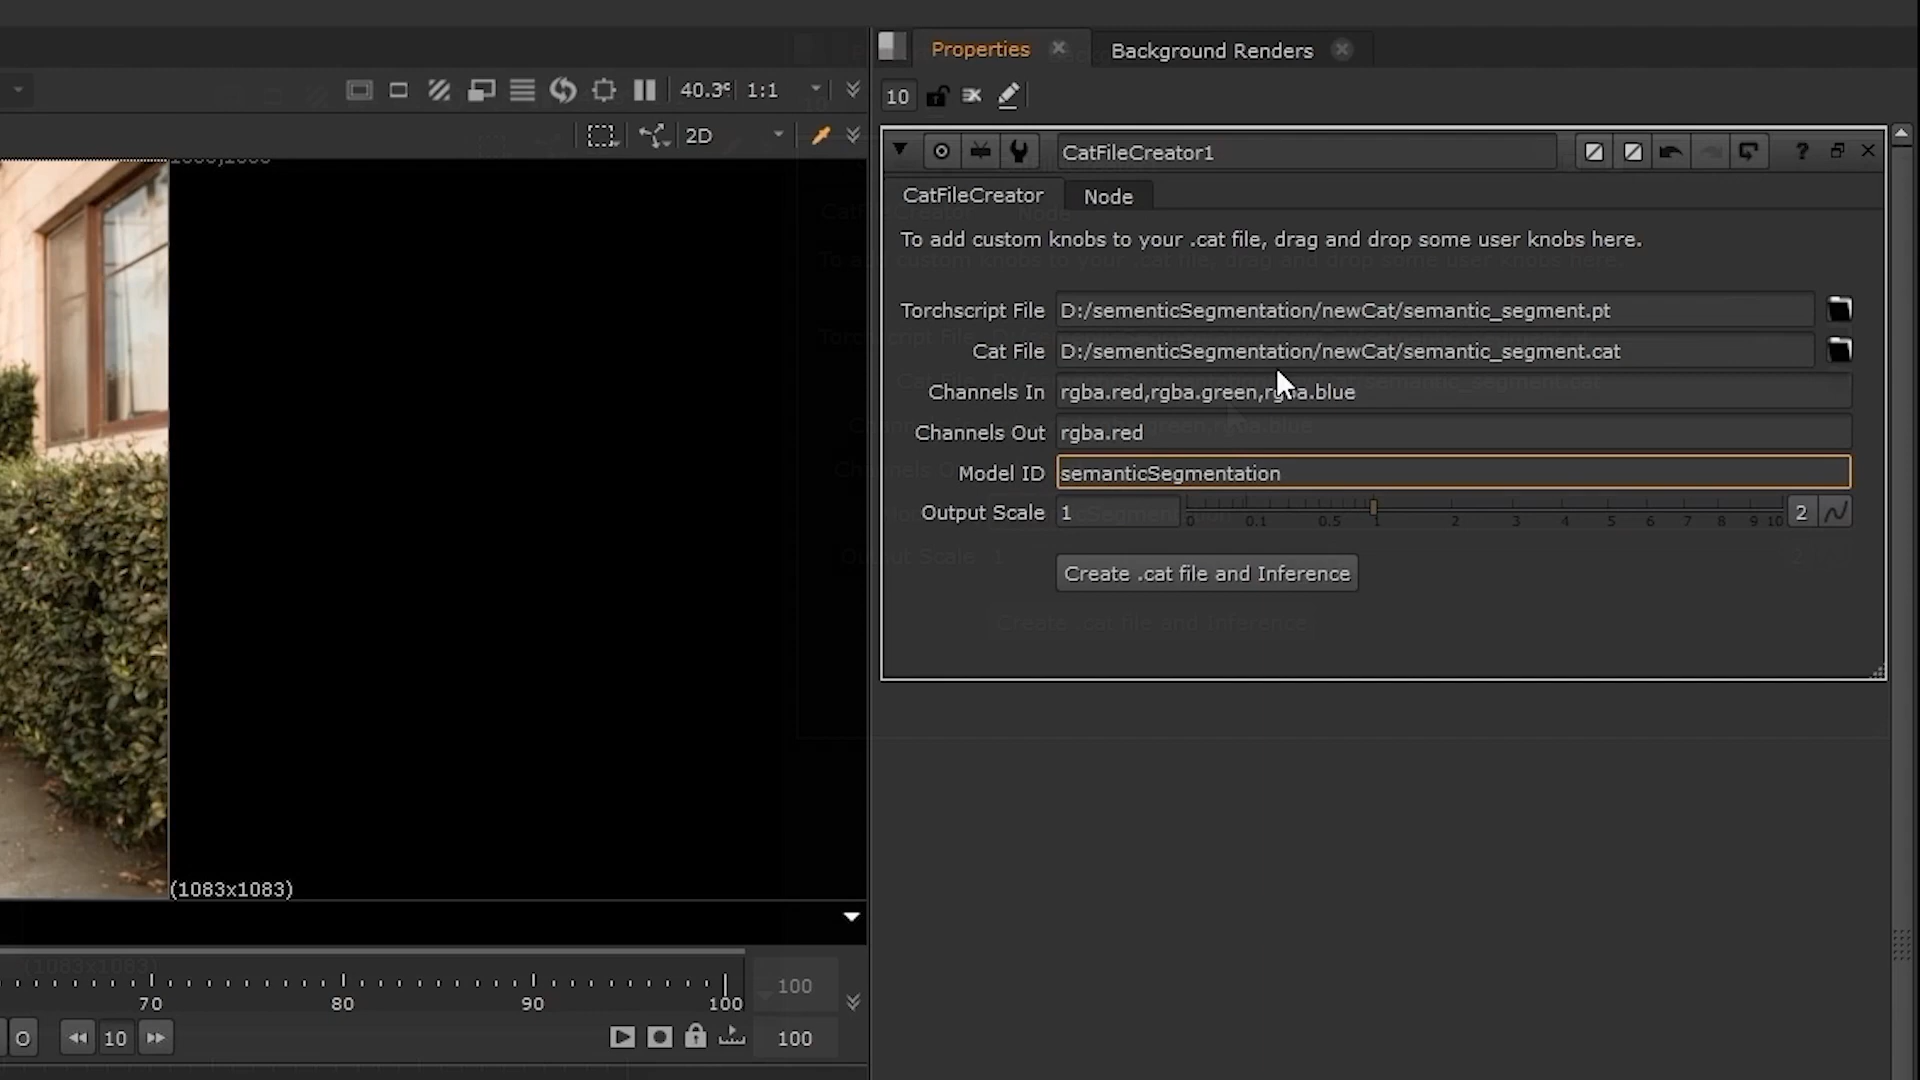 Properties
Background Renders
40.3
1:1
10
2D
CatFileCreator1
?
CatFileCreator
Node
To add custom knobs to your .cat file, drag and drop some user knobs here.
Torchscript File D:/sementicSegmentation/newCat/semantic_segment.pt
Cat File D:/sementicSegmentation/newCat/semantic_segment.cat
Channels In rgba.red,rgba.green,rgba.blue
Channels Out rgba.red
Model ID semanticSegmentation
Output Scale 1 0 0.1 0.5 1 2 3 4 5 6 7 8 9 10 2
Create .cat file and Inference
(1083x1083)
70 80 90 100 100
10 100